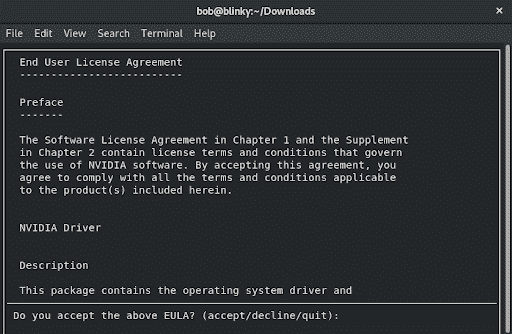 bob@blinky:~/Downloads
×
File Edit View Search Terminal Help
End User License Agreement
--------------------------
Preface
-------
The Software License Agreement in Chapter 1 and the Supplement
in Chapter 2 contain license terms and conditions that govern
the use of NVIDIA software. By accepting this agreement, you
agree to comply with all the terms and conditions applicable
to the product(s) included herein.
NVIDIA Driver
Description
This package contains the operating system driver and
Do you accept the above EULA? (accept/decline/quit):